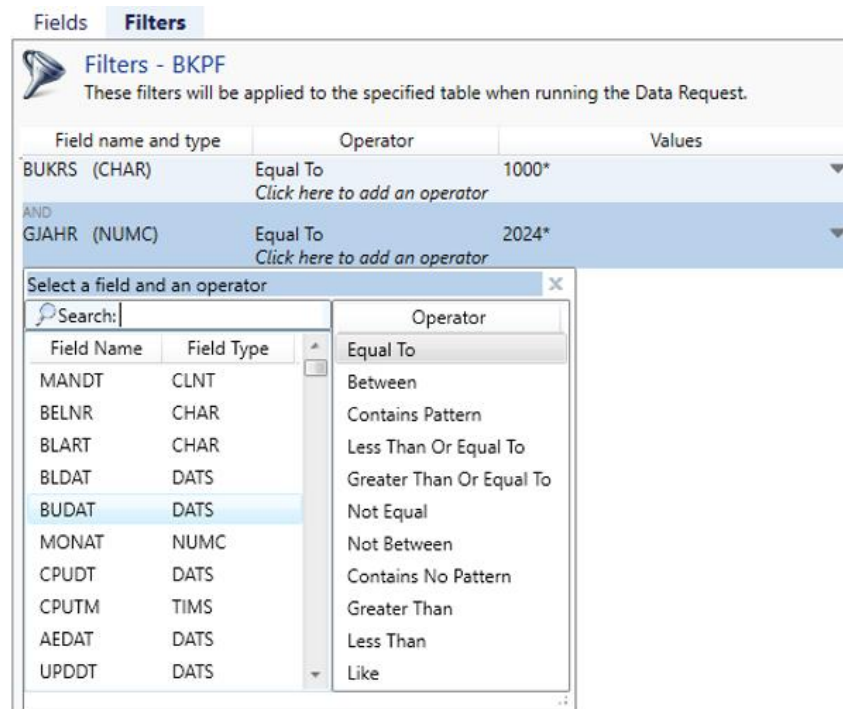 Fields Filters
Filters - BKPF
These filters will be applied to the specified table when running the Data Request.
Field name and type Operator Values
BUKRS (CHAR) Equal To 1000*
Click here to add an operator
AND
GJAHR (NUMC) Equal To 2024*
Click here to add an operator
Select a field and an operator
Search: Operator
Field Name Field Type Equal To
MANDT CLNT Between
BELNR CHAR Contains Pattern
BLART CHAR Less Than Or Equal To
BLDAT DATS Greater Than Or Equal To
BUDAT DATS Not Equal
MONAT NUMC Not Between
CPUDT DATS Contains No Pattern
CPUTM TIMS Greater Than
AEDAT DATS Less Than
UPDDT DATS Like